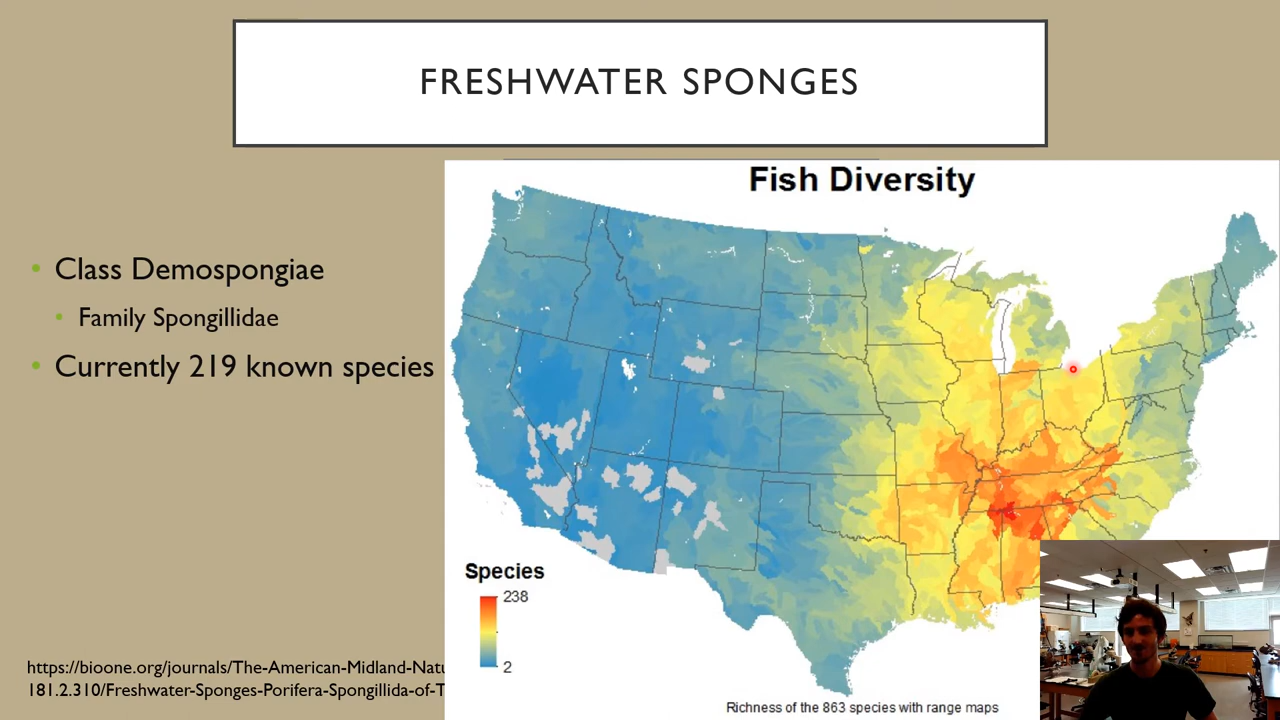 FRESHWATER SPONGES
Fish Diversity
• Class Demospongiae
• Family Spongillidae
• Currently 219 known species
Species
238
2
https://bioone.org/journals/The-American-Midland-Natu
181.2.310/Freshwater-Sponges-Porifera-Spongillida-of-T
Richness of the 863 species with range maps